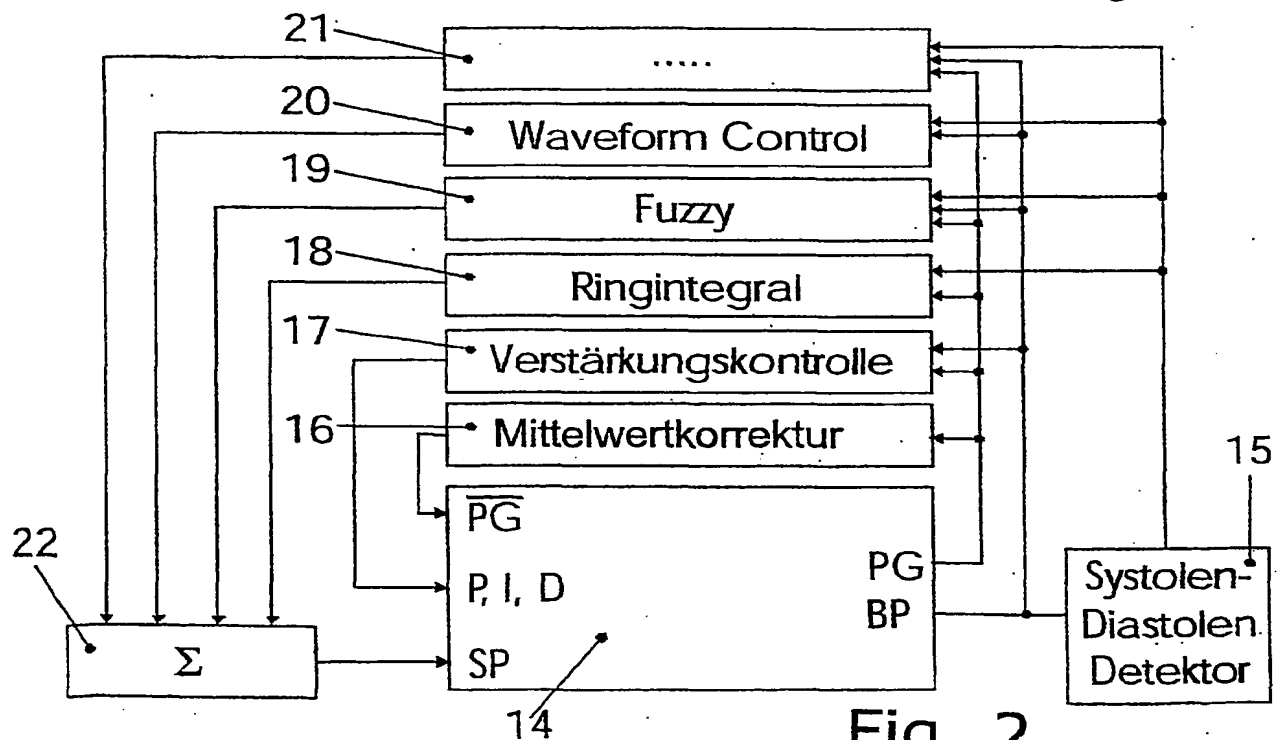 21
.....
20
Waveform Control
19
Fuzzy
18
Ringintegral
17
Verstärkungskontrolle
16
Mittelwertkorrektur
15
P̅G̅
22
PG
Systolen-
P, I, D
BP
Diastolen
Σ
SP
Detektor
14
Fig. 2